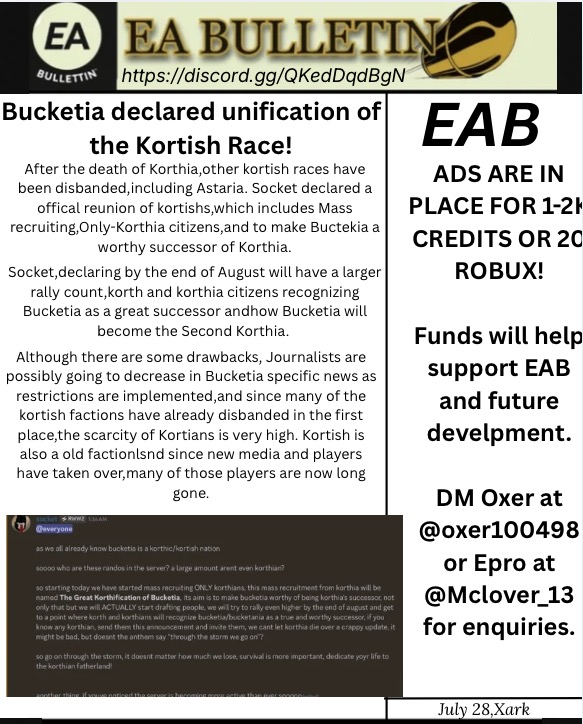 EA
BULLETTIN
EA BULLETIN
https://discord.gg/QKedDqdBgN
Bucketia declared unification of
the Kortish Race!
After the death of Korthia,other kortish races have
been disbanded,including Astaria. Socket declared a
offical reunion of kortishs,which includes Mass
recruiting,Only-Korthia citizens,and to make Buctekia a
worthy successor of Korthia.
Socket,declaring by the end of August will have a larger
rally count,korth and korthia citizens recognizing
Bucketia as a great successor andhow Bucketia will
become the Second Korthia.
Although there are some drawbacks, Journalists are
possibly going to decrease in Bucketia specific news as
restrictions are implemented,and since many of the
kortish factions have already disbanded in the first
place,the scarcity of Kortians is very high. Kortish is
also a old factionlsnd since new media and players
have taken over,many of those players are now long
gone.
@everyone
as we all already know bucketia is a korthic/kortish nation
soooo who are these randos in the server? a large amount arent even korthian?
so starting today we have started mass recruiting ONLY korthians, this mass recruitment from korthia will be
named The Great Korthification of Bucketia, its aim is to make bucketia worthy of being korthia's successor, not
only that but we will ACTUALLY start drafting people, we will try to rally even higher by the end of august and get
to a point where korth and korthians will recognize bucketia/bucketania as a true and worthy successor, if you
know any korthian, send them this announcement and invite them, we cant let korthia die over a crappy update, it
might be bad, but doesnt the anthem say "through the storm we go on"?
so go on through the storm, it doesnt matter how much we lose, survival is more important, dedicate yoyr life to
the korthian fatherland!
another thing, if youve noticed the server is becoming more active than ever
EAB
ADS ARE IN
PLACE FOR 1-2K
CREDITS OR 20
ROBUX!
Funds will help
support EAB
and future
develpment.
DM Oxer at
@oxer100498
or Epro at
@Mclover_13
for enquiries.
July 28,Xark